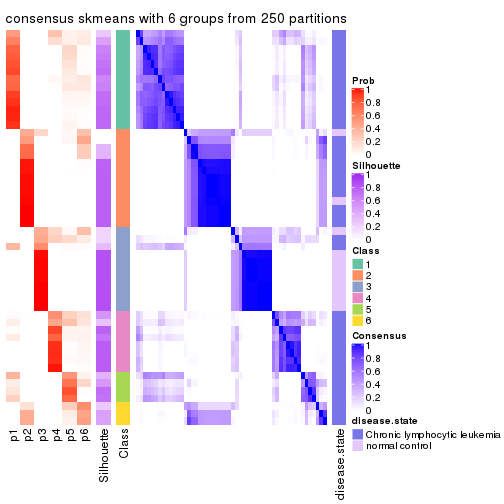 consensus skmeans with 6 groups from 250 partitions
Prob
1
0.8
0.6
0.4
0.2
0
Silhouette
1
0.8
0.6
0.4
0.2
0
Class
1
2
3
4
5
6
Consensus
1
0.8
0.6
0.4
0.2
0
disease.state
Chronic lymphocytic leukemia
normal control
p1
p2
p3
p4
p5
p6
Silhouette
Class
disease.state